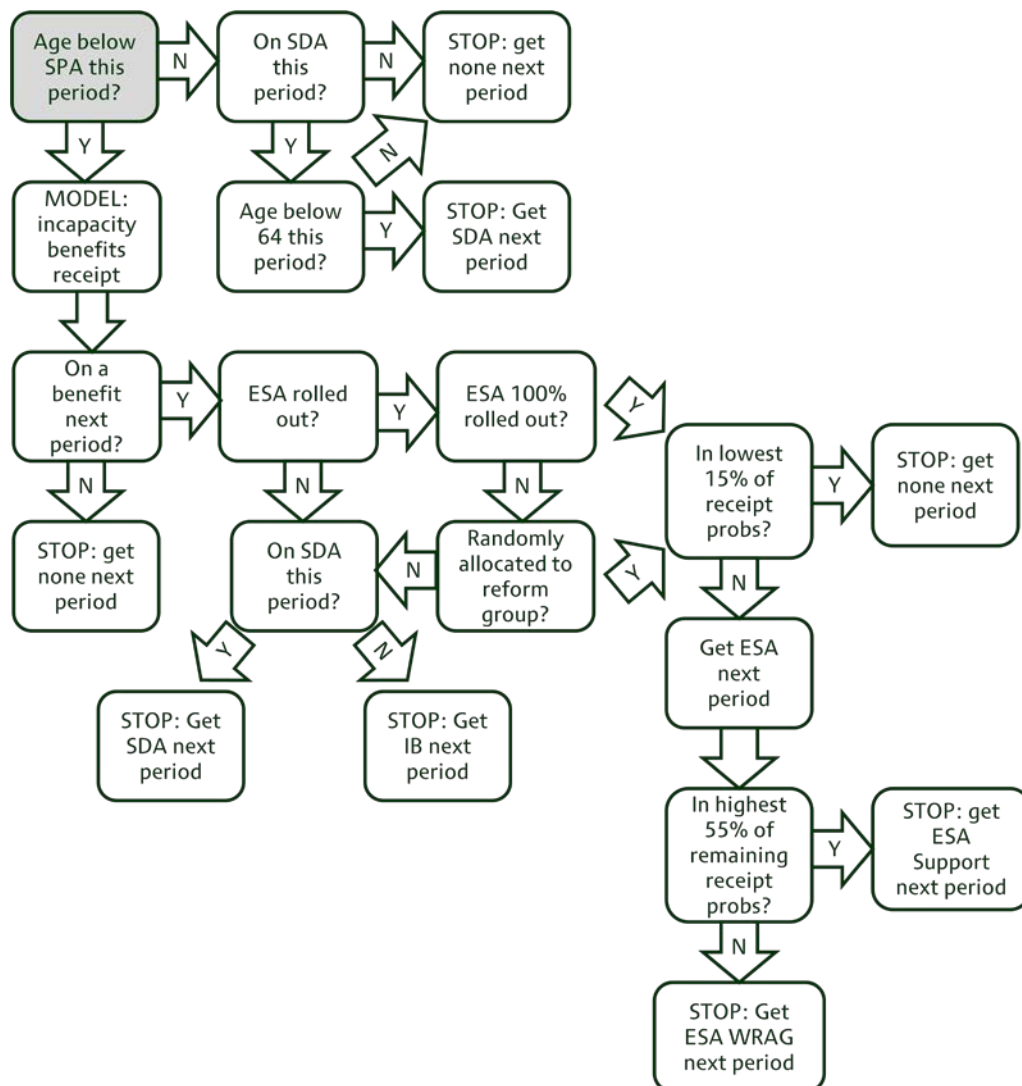 Age below
SPA this
period?
N
On SDA
this
period?
N
STOP: get
none next
period
Y
Y
N
MODEL:
incapacity
benefits
receipt
Age below
64 this
period?
Y
STOP: Get
SDA next
period
On a
benefit
next
period?
Y
ESA rolled
out?
Y
ESA 100%
rolled out?
Y
In lowest
15% of
receipt
probs?
Y
STOP: get
none next
period
N
N
N
STOP: get
none next
period
On SDA
this
period?
N
Randomly
allocated to
reform
group?
Y
N
Y
N
Get ESA
next
period
STOP: Get
SDA next
period
STOP: Get
IB next
period
In highest
55% of
remaining
receipt
probs?
Y
STOP: get
ESA
Support
next period
N
STOP: Get
ESA WRAG
next period